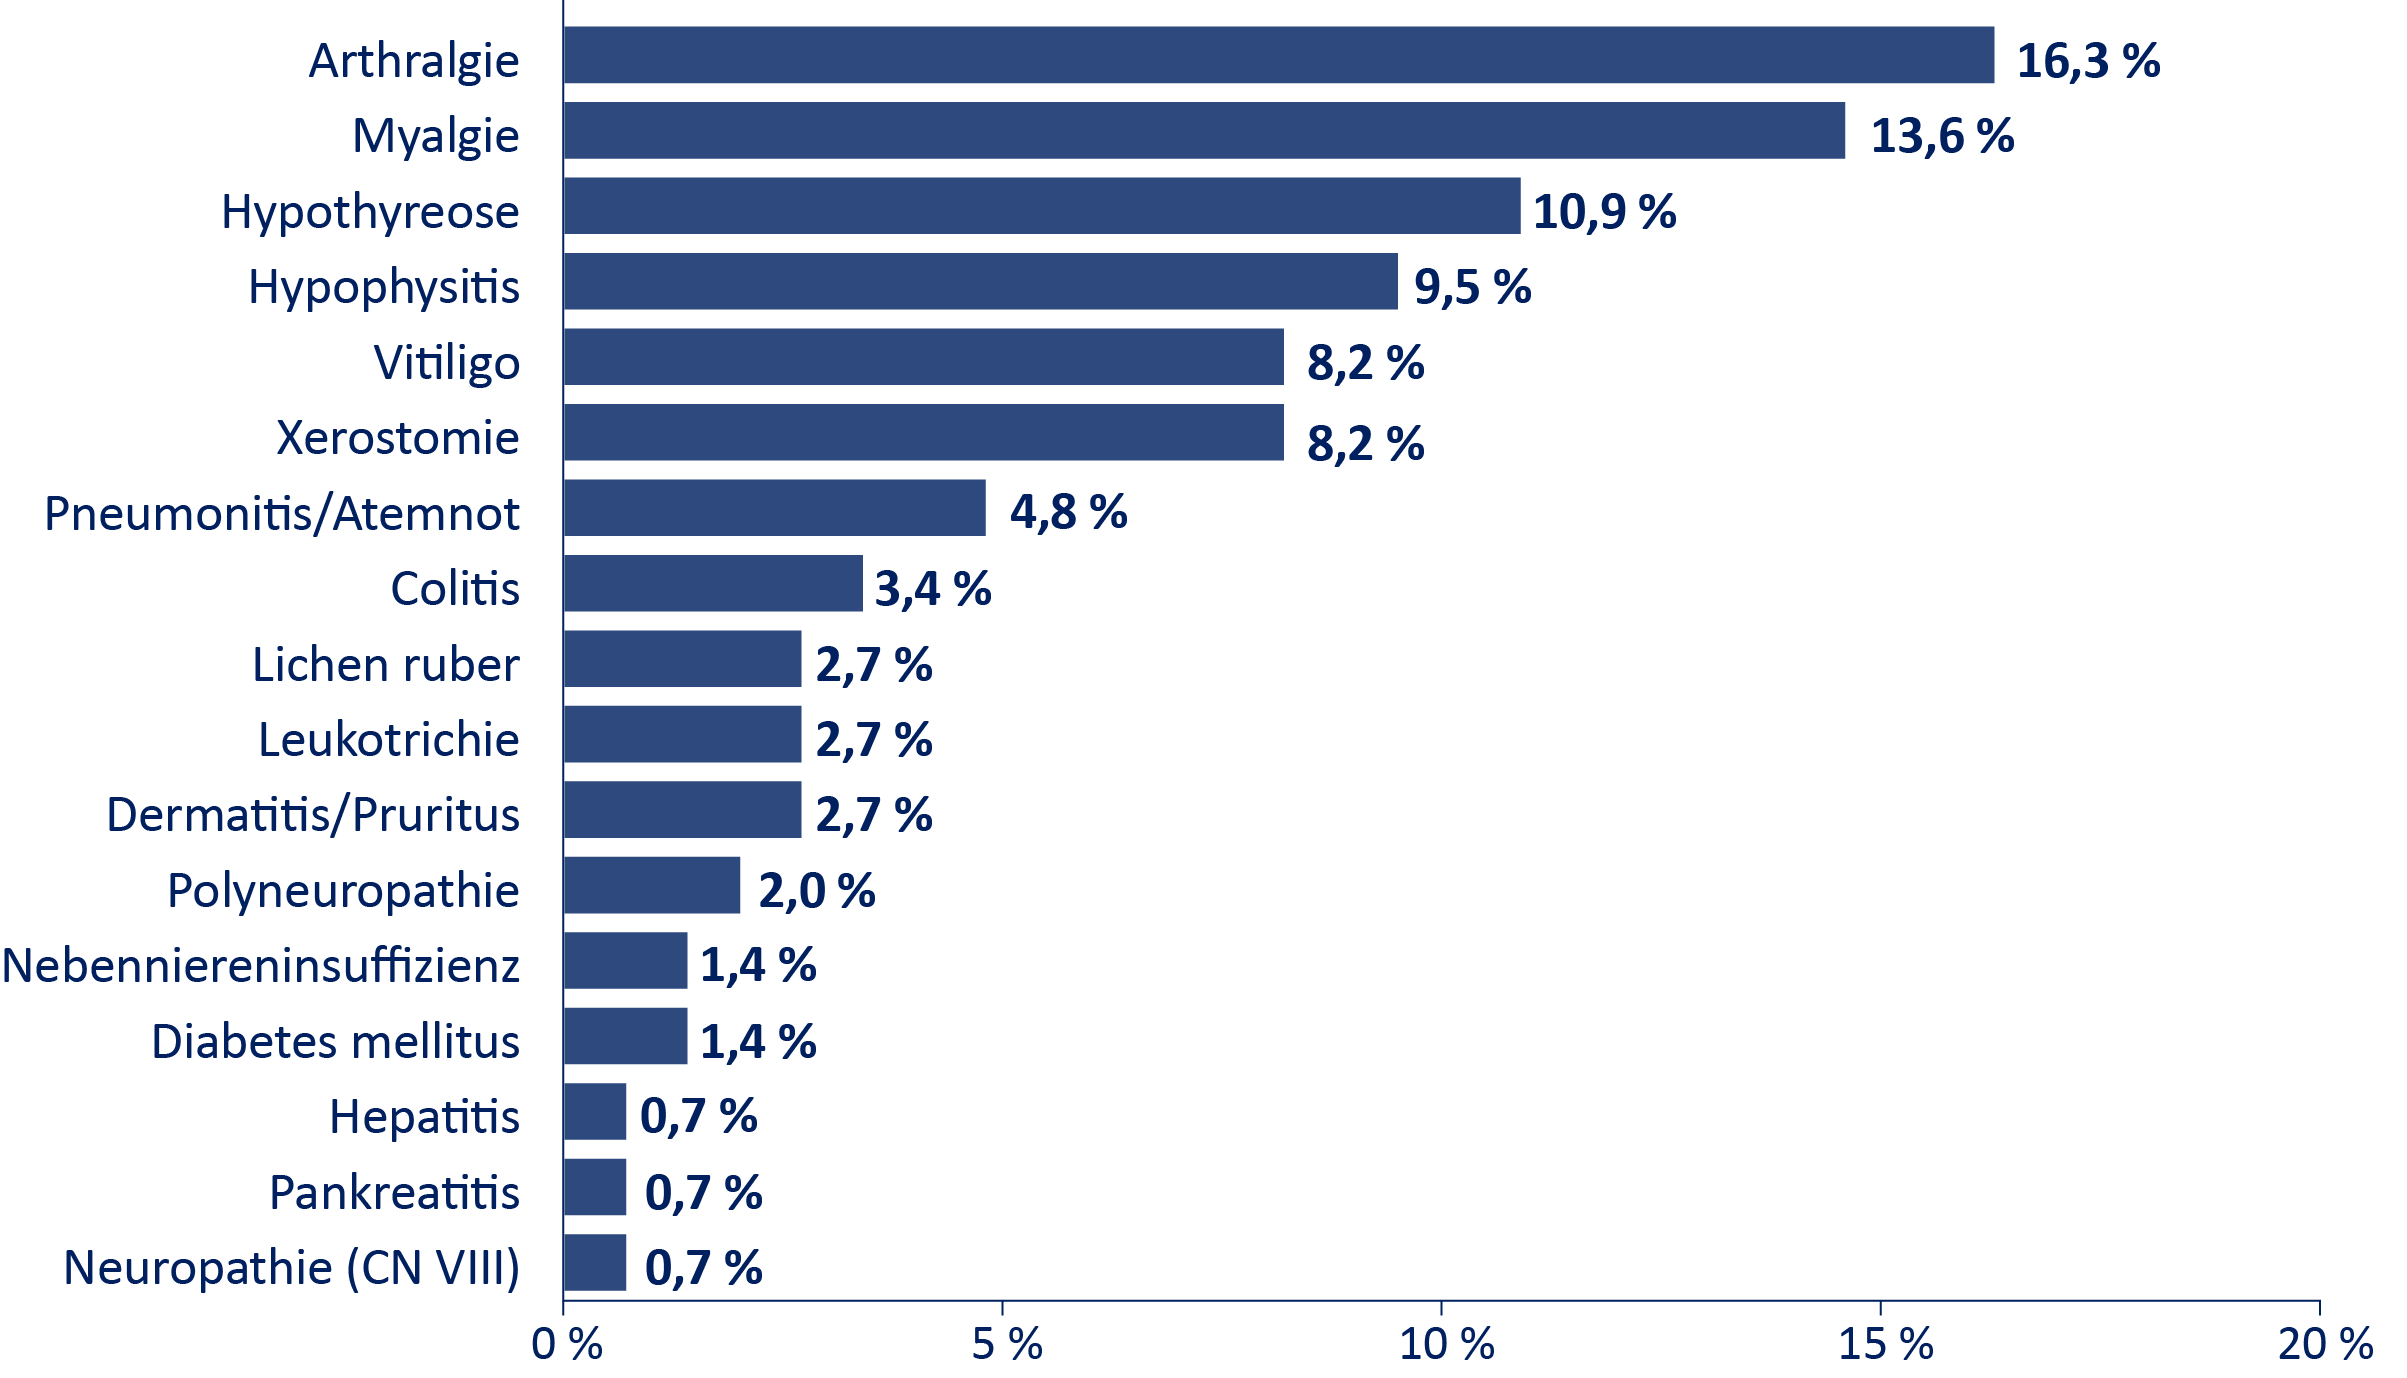 Arthralgie 16,3 %
Myalgie 13,6 %
Hypothyreose 10,9 %
Hypophysitis 9,5 %
Vitiligo 8,2 %
Xerostomie 8,2 %
Pneumonitis/Atemnot 4,8 %
Colitis 3,4 %
Lichen ruber 2,7 %
Leukotrichie 2,7 %
Dermatitis/Pruritus 2,7 %
Polyneuropathie 2,0 %
Nebenniereninsuffizienz 1,4 %
Diabetes mellitus 1,4 %
Hepatitis 0,7 %
Pankreatitis 0,7 %
Neuropathie (CN VIII) 0,7 %
0 % 5 % 10 % 15 % 20 %